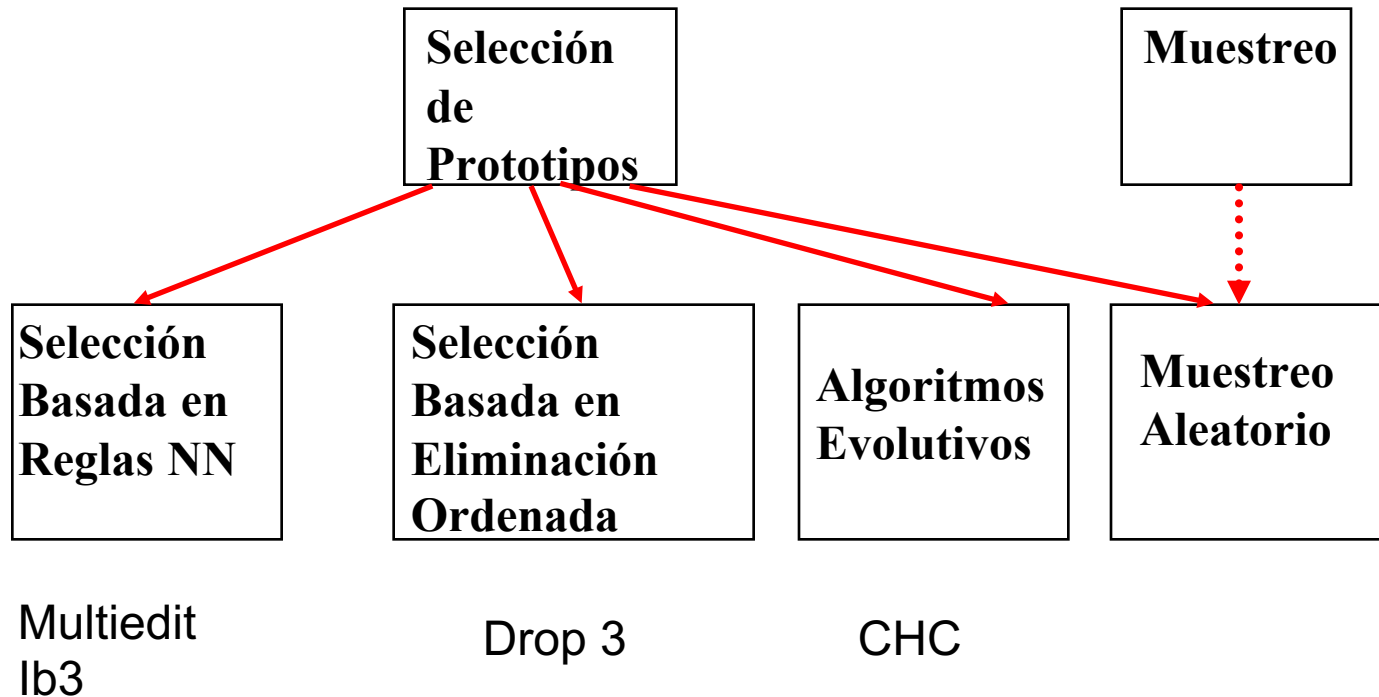 Selección
de
Prototipos
Muestreo
Selección
Basada en
Reglas NN
Selección
Basada en
Eliminación
Ordenada
Algoritmos
Evolutivos
Muestreo
Aleatorio
Multiedit
Ib3
Drop 3
CHC